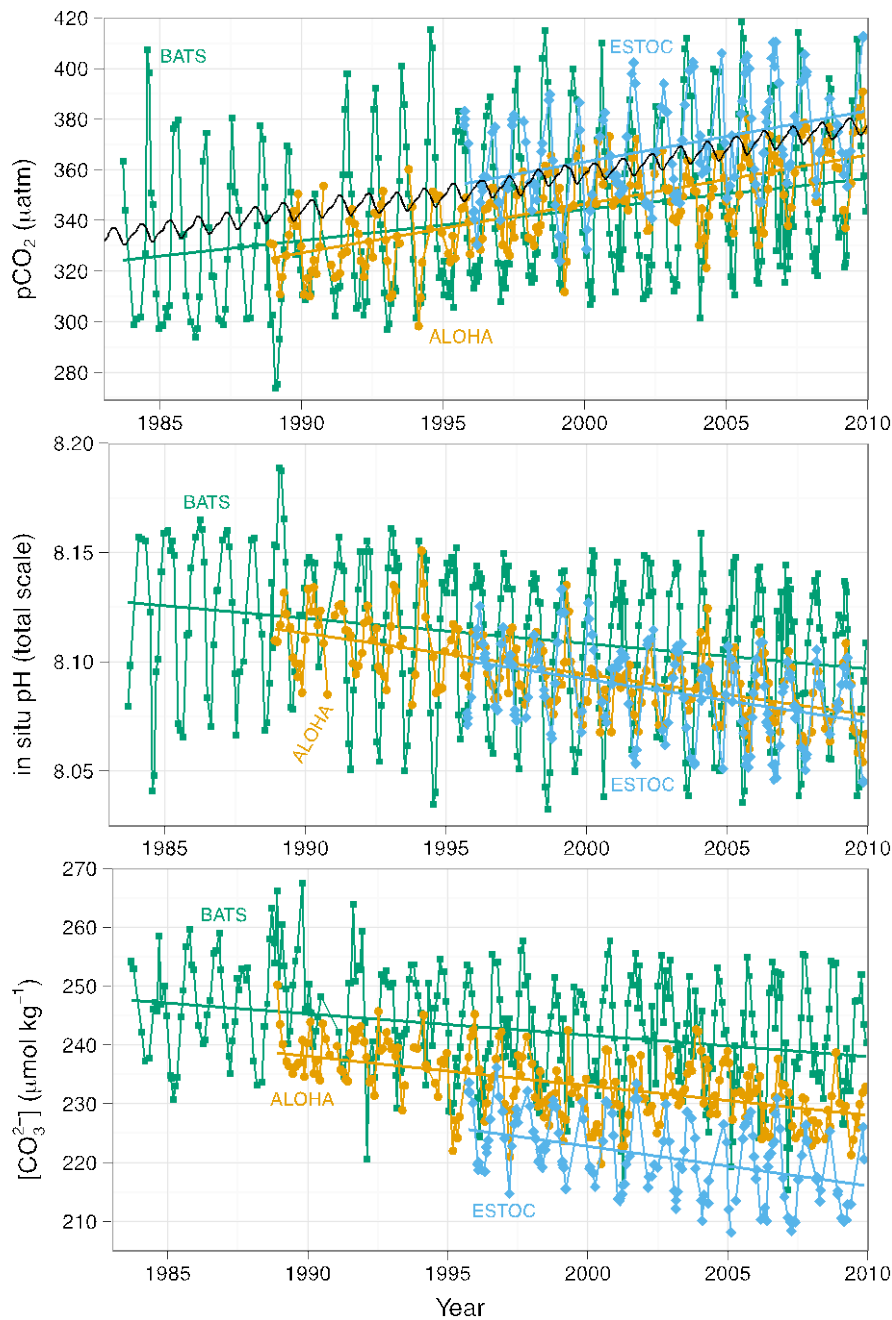 420
400
380
360
340
320
300
280
pCO₂ (µatm)
BATS
ESTOC
ALOHA
1985 1990 1995 2000 2005 2010
8.20
8.15
8.10
8.05
in situ pH (total scale)
BATS
ALOHA
ESTOC
1985 1990 1995 2000 2005 2010
270
260
250
240
230
220
210
[CO₃²⁻] (µmol kg⁻¹)
BATS
ALOHA
ESTOC
1985 1990 1995 2000 2005 2010
Year